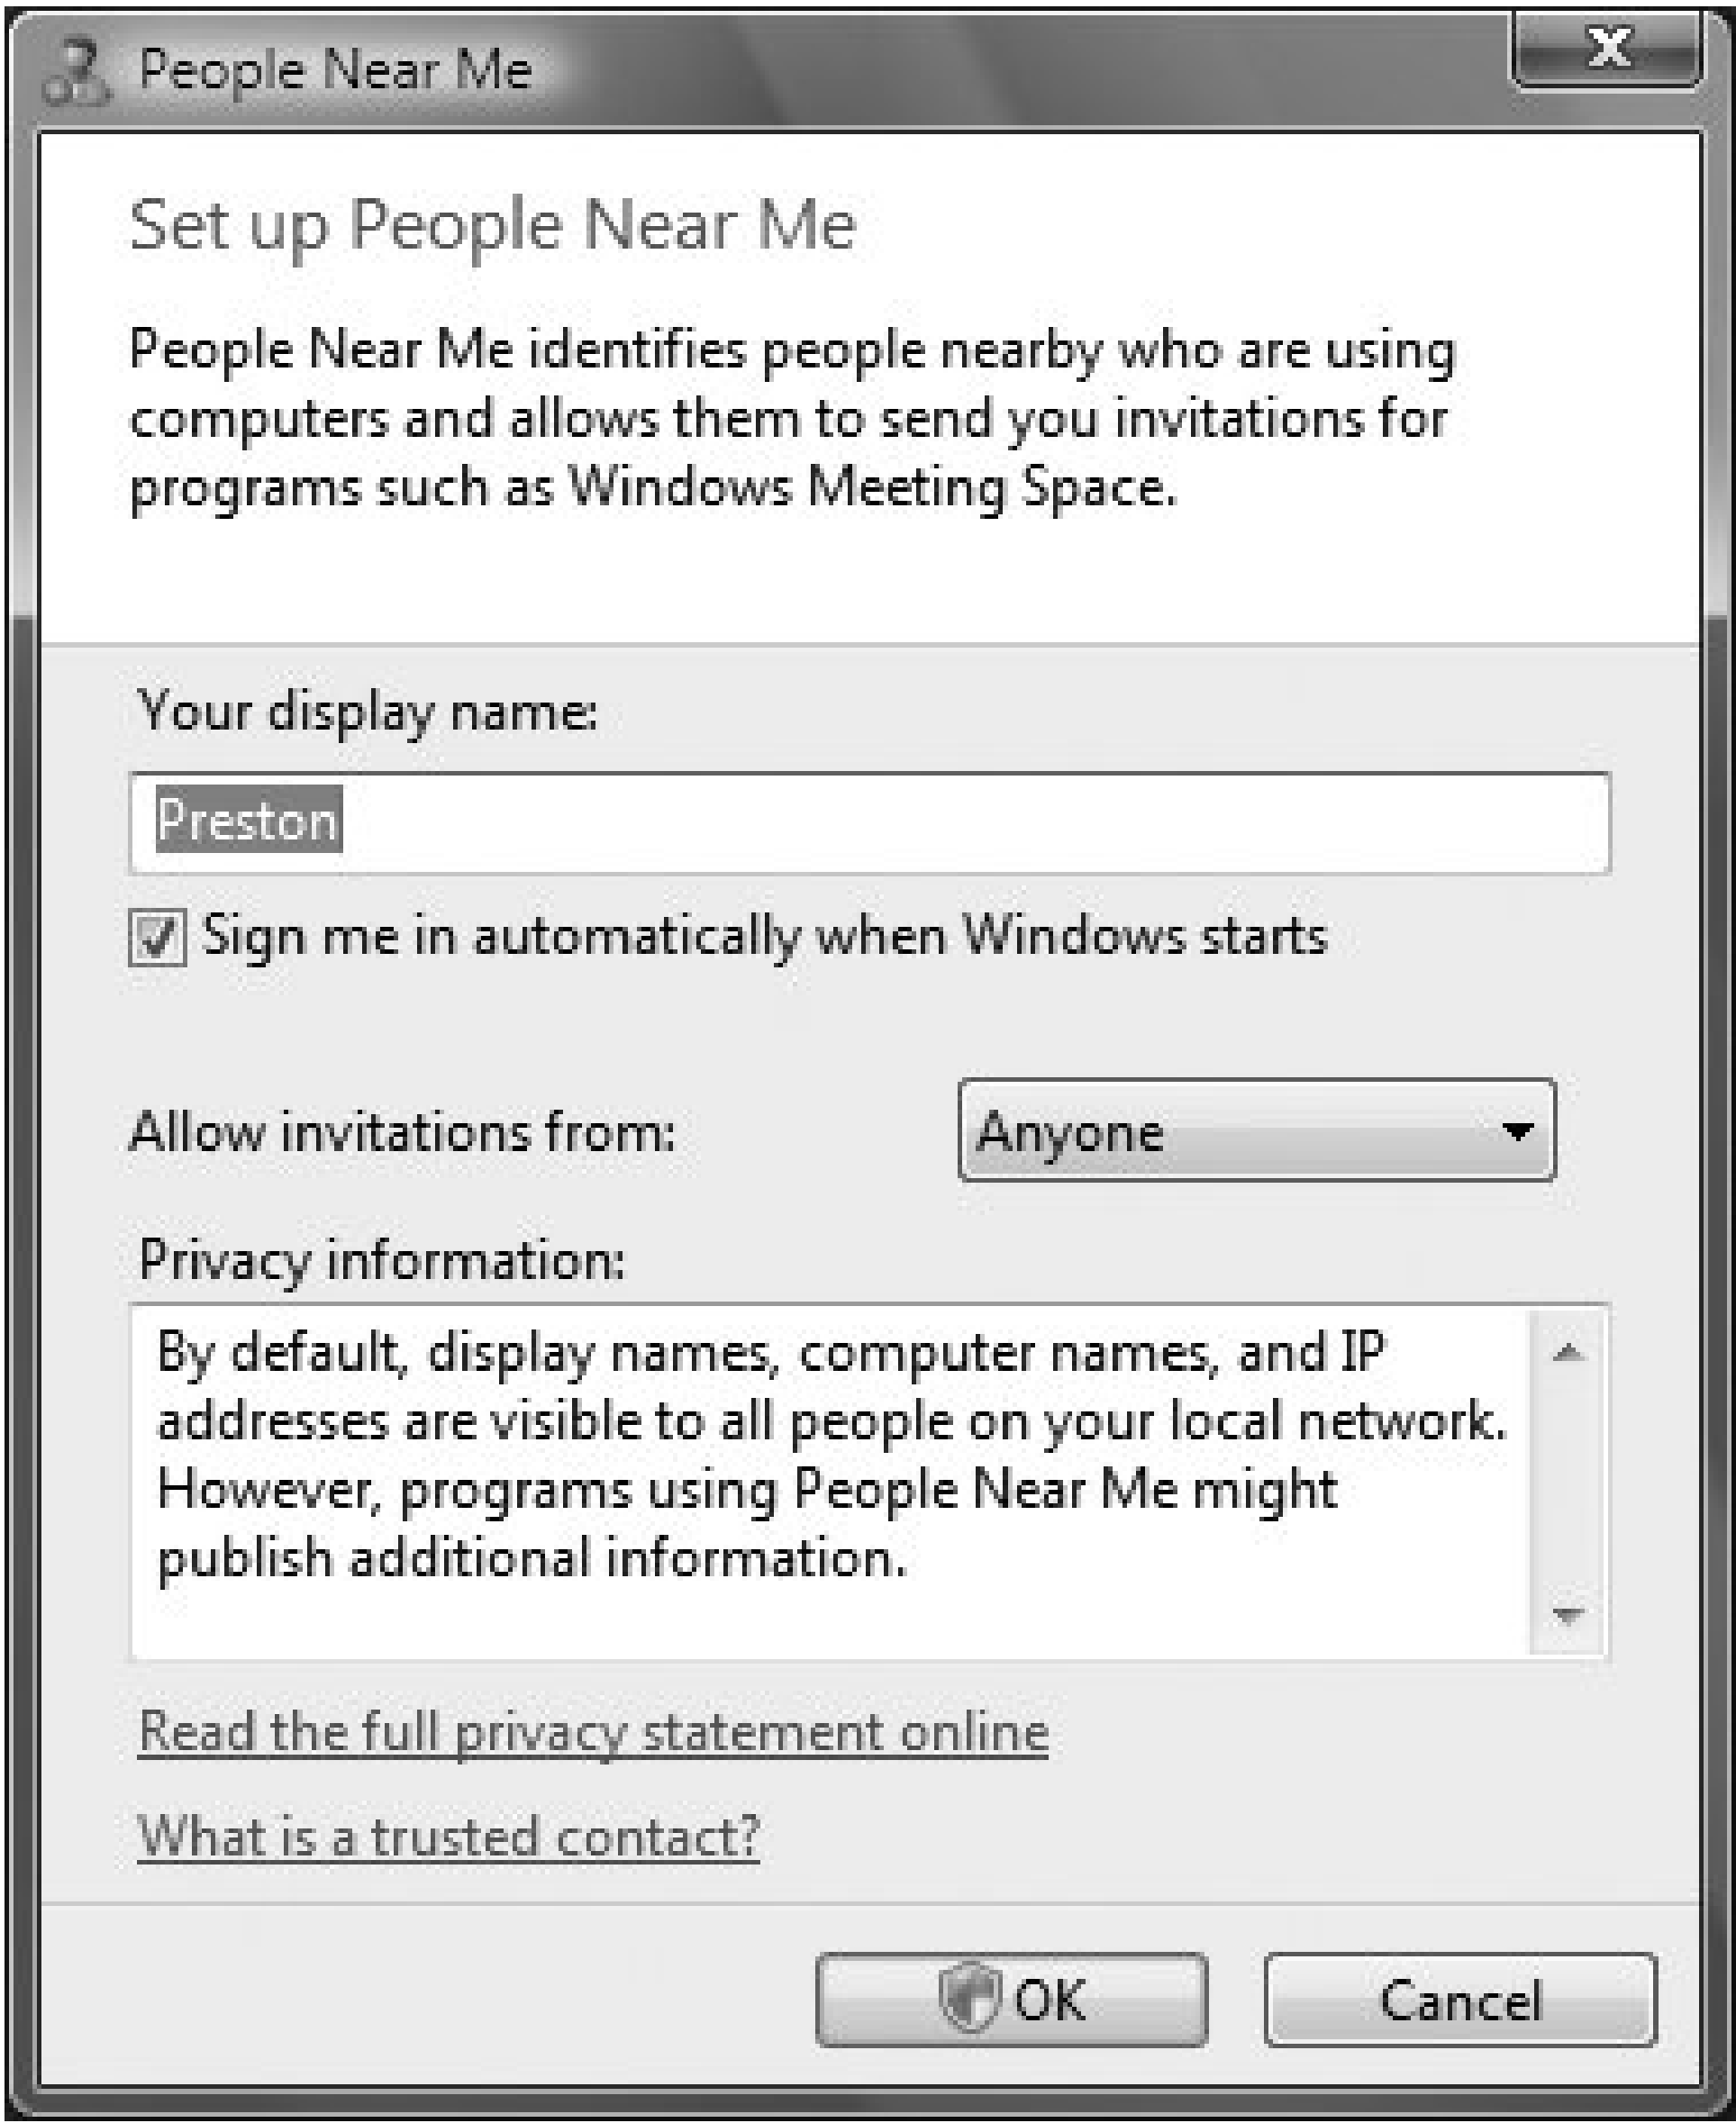 People Near Me
Set up People Near Me
People Near Me identifies people nearby who are using
computers and allows them to send you invitations for
programs such as Windows Meeting Space.
Your display name:
Preston
Sign me in automatically when Windows starts
Allow invitations from: Anyone
Privacy information:
By default, display names, computer names, and IP
addresses are visible to all people on your local network.
However, programs using People Near Me might
publish additional information.
Read the full privacy statement online
What is a trusted contact?
OK Cancel